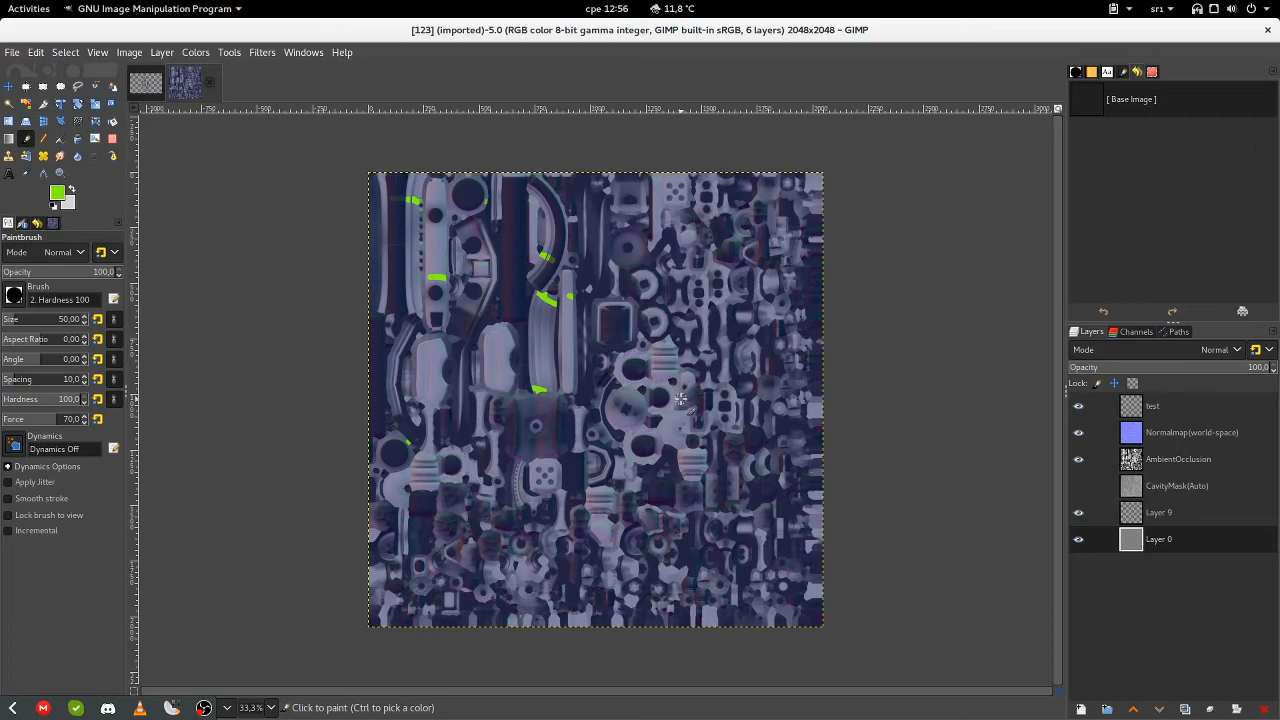 Activities GNU Image Manipulation Program cpe 12:56 11,8 °C sr1
[123] (imported)-5.0 (RGB color 8-bit gamma integer, GIMP built-in sRGB, 6 layers) 2048x2048 – GIMP
File Edit Select View Image Layer Colors Tools Filters Windows Help
[ Base Image ]
Paintbrush
Mode Normal
Opacity 100,0
Brush
2. Hardness 100
Size 50,00
Aspect Ratio 0,00
Angle 0,00
Spacing 10,0
Hardness 100,0
Force 70,0
Dynamics
Dynamics Off
Dynamics Options
Apply Jitter
Smooth stroke
Lock brush to view
Incremental
Layers Channels Paths
Mode Normal
Opacity 100,0
Lock:
test
Normalmap(world-space)
AmbientOcclusion
CavityMask(Auto)
Layer 9
Layer 0
33,3% Click to paint (Ctrl to pick a color)